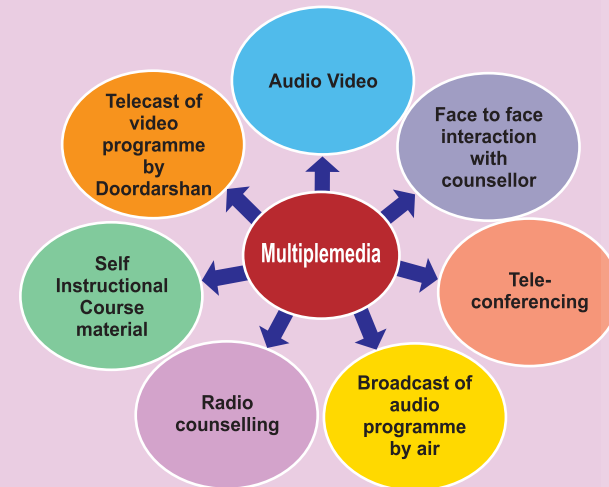 Audio Video
Telecast of
video
programme
by
Doordarshan
Face to face
interaction
with
counsellor
Multiplemedia
Self
Instructional
Course
material
Tele-
conferencing
Radio
counselling
Broadcast of
audio
programme
by air